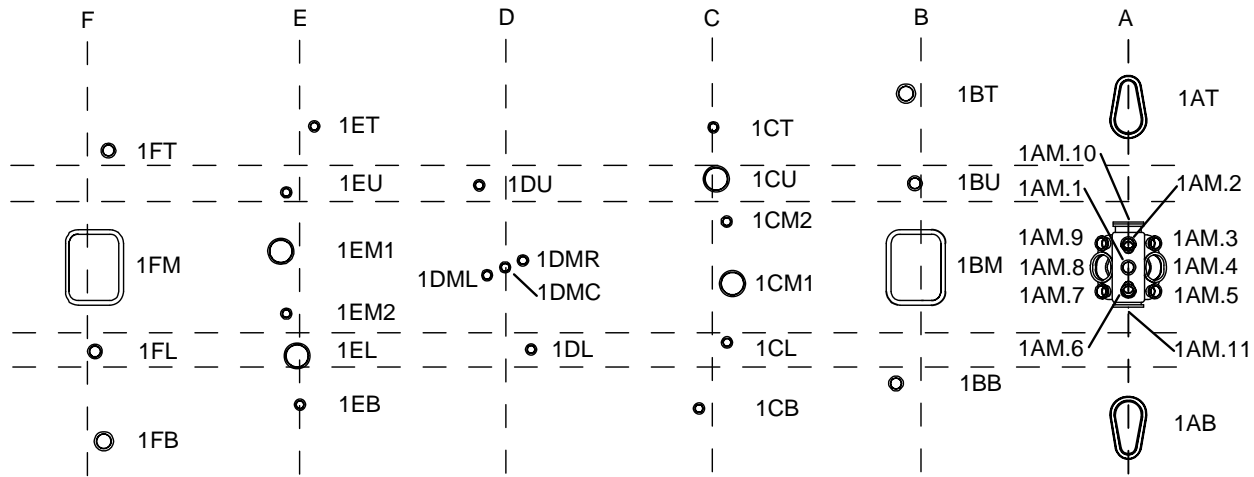 F E D C B A
1BT
1AT
1ET
1CT
1FT
1AM.10
1EU
1DU
1CU
1BU
1AM.1
1AM.2
1CM2
1AM.9
1AM.3
1FM
1EM1
1DMR
1BM
1AM.8
1AM.4
1DML
1CM1
1DMC
1AM.7
1AM.5
1EM2
1FL
1EL
1DL
1CL
1AM.6
1AM.11
1BB
1EB
1CB
1AB
1FB